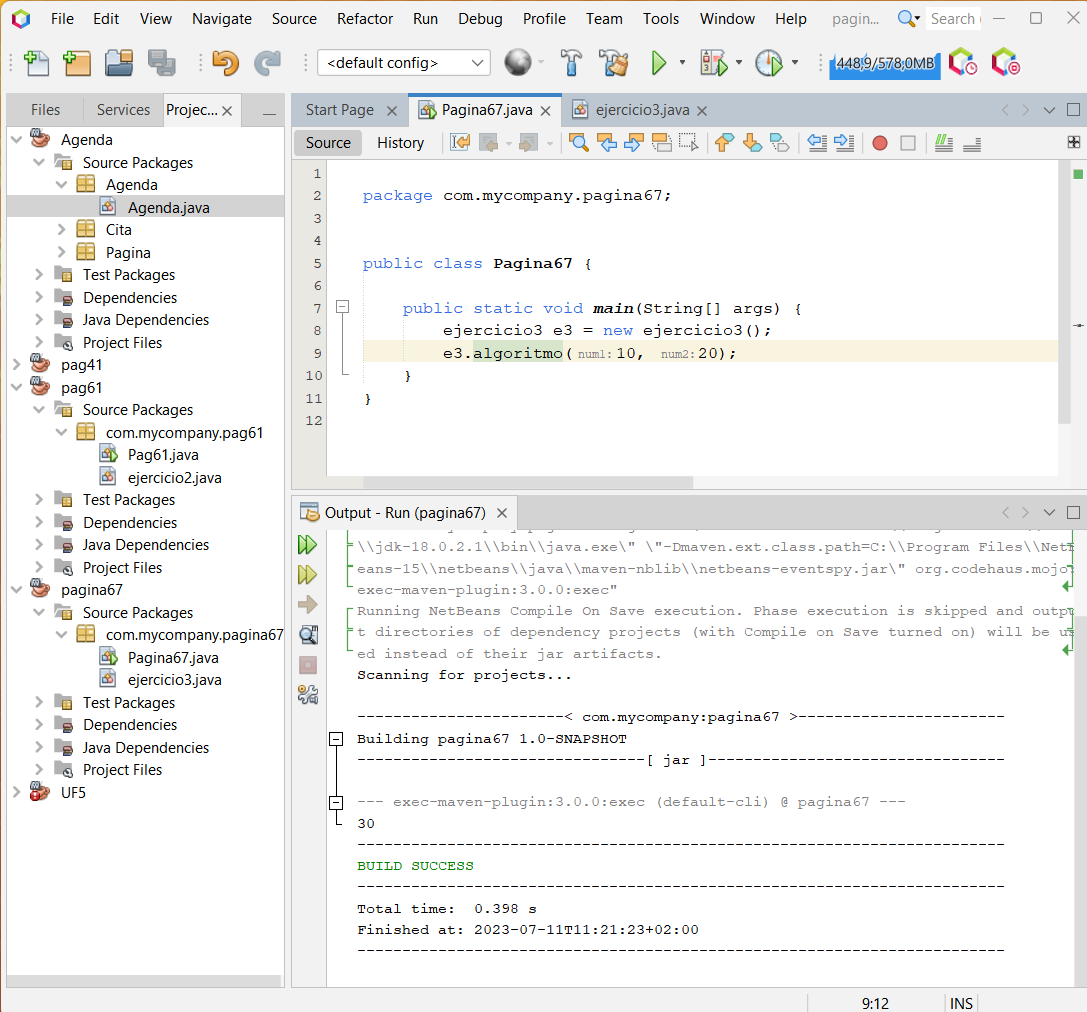 File Edit View Navigate Source Refactor Run Debug Profile Team Tools Window Help pagin... Search
<default config> 448,9/578,0MB
Files Services Projec...
Agenda
Source Packages
Agenda
Agenda.java
Cita
Pagina
Test Packages
Dependencies
Java Dependencies
Project Files
pag41
pag61
Source Packages
com.mycompany.pag61
Pag61.java
ejercicio2.java
Test Packages
Dependencies
Java Dependencies
Project Files
pagina67
Source Packages
com.mycompany.pagina67
Pagina67.java
ejercicio3.java
Test Packages
Dependencies
Java Dependencies
Project Files
UF5
Start Page Pagina67.java ejercicio3.java
Source History
1
2 package com.mycompany.pagina67;
3
4
5 public class Pagina67 {
6
7 public static void main(String[] args) {
8 ejercicio3 e3 = new ejercicio3();
9 e3.algoritmo(num1: 10, num2: 20);
10 }
11 }
12
Output - Run (pagina67)
\\jdk-18.0.2.1\\bin\\java.exe\" \"-Dmaven.ext.class.path=C:\\Program Files\\NetB
eans-15\\netbeans\\java\\maven-nblib\\netbeans-eventspy.jar\" org.codehaus.mojo:
exec-maven-plugin:3.0.0:exec"
Running NetBeans Compile On Save execution. Phase execution is skipped and outpu
t directories of dependency projects (with Compile on Save turned on) will be us
ed instead of their jar artifacts.
Scanning for projects...
-----------------------< com.mycompany:pagina67 >-----------------------
Building pagina67 1.0-SNAPSHOT
--------------------------------[ jar ]---------------------------------
--- exec-maven-plugin:3.0.0:exec (default-cli) @ pagina67 ---
30
------------------------------------------------------------------------
BUILD SUCCESS
------------------------------------------------------------------------
Total time: 0.398 s
Finished at: 2023-07-11T11:21:23+02:00
------------------------------------------------------------------------
9:12 INS